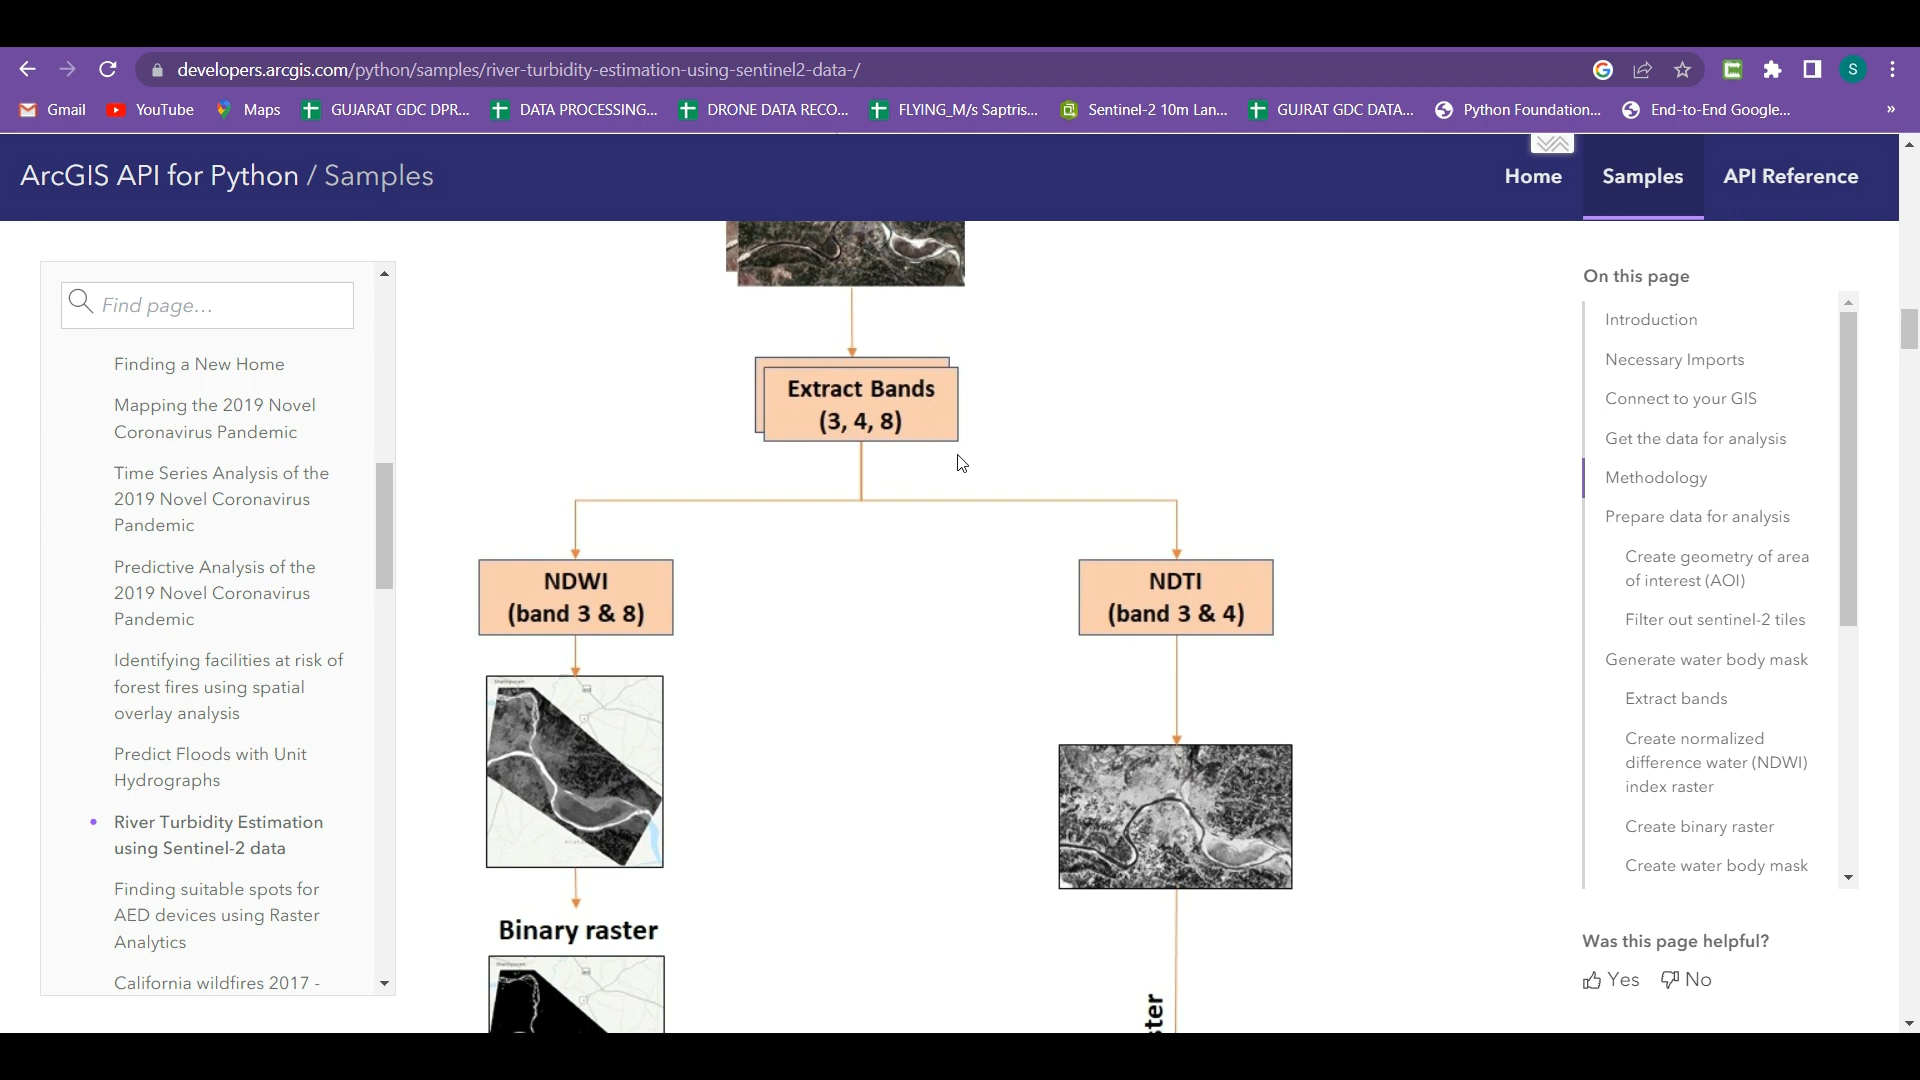 developers.arcgis.com/python/samples/river-turbidity-estimation-using-sentinel2-data-/
S
Gmail
YouTube
Maps
GUJARAT GDC DPR...
DATA PROCESSING...
DRONE DATA RECO...
FLYING_M/s Saptris...
Sentinel-2 10m Lan...
GUJRAT GDC DATA...
Python Foundation...
End-to-End Google...
»
ArcGIS API for Python / Samples
Home
Samples
API Reference
Find page...
Finding a New Home
Mapping the 2019 Novel
Coronavirus Pandemic
Time Series Analysis of the
2019 Novel Coronavirus
Pandemic
Predictive Analysis of the
2019 Novel Coronavirus
Pandemic
Identifying facilities at risk of
forest fires using spatial
overlay analysis
Predict Floods with Unit
Hydrographs
River Turbidity Estimation
using Sentinel-2 data
Finding suitable spots for
AED devices using Raster
Analytics
California wildfires 2017 -
Extract Bands
(3, 4, 8)
NDWI
(band 3 & 8)
NDTI
(band 3 & 4)
Binary raster
ster
On this page
Introduction
Necessary Imports
Connect to your GIS
Get the data for analysis
Methodology
Prepare data for analysis
Create geometry of area
of interest (AOI)
Filter out sentinel-2 tiles
Generate water body mask
Extract bands
Create normalized
difference water (NDWI)
index raster
Create binary raster
Create water body mask
Was this page helpful?
Yes
No